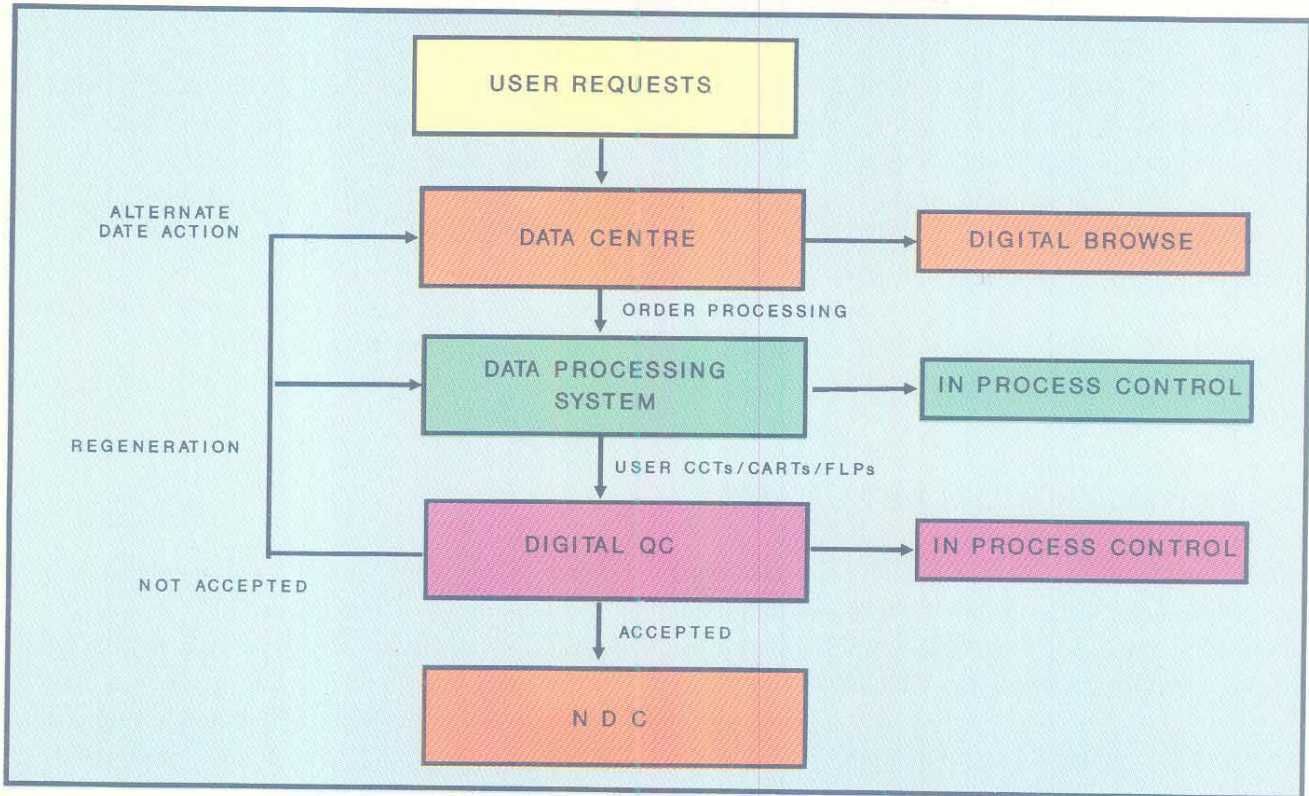 USER REQUESTS
ALTERNATE
DATE ACTION
DATA CENTRE
DIGITAL BROWSE
ORDER PROCESSING
DATA PROCESSING
SYSTEM
IN PROCESS CONTROL
REGENERATION
USER CCTs/CARTs/FLPs
DIGITAL QC
IN PROCESS CONTROL
NOT ACCEPTED
ACCEPTED
N D C